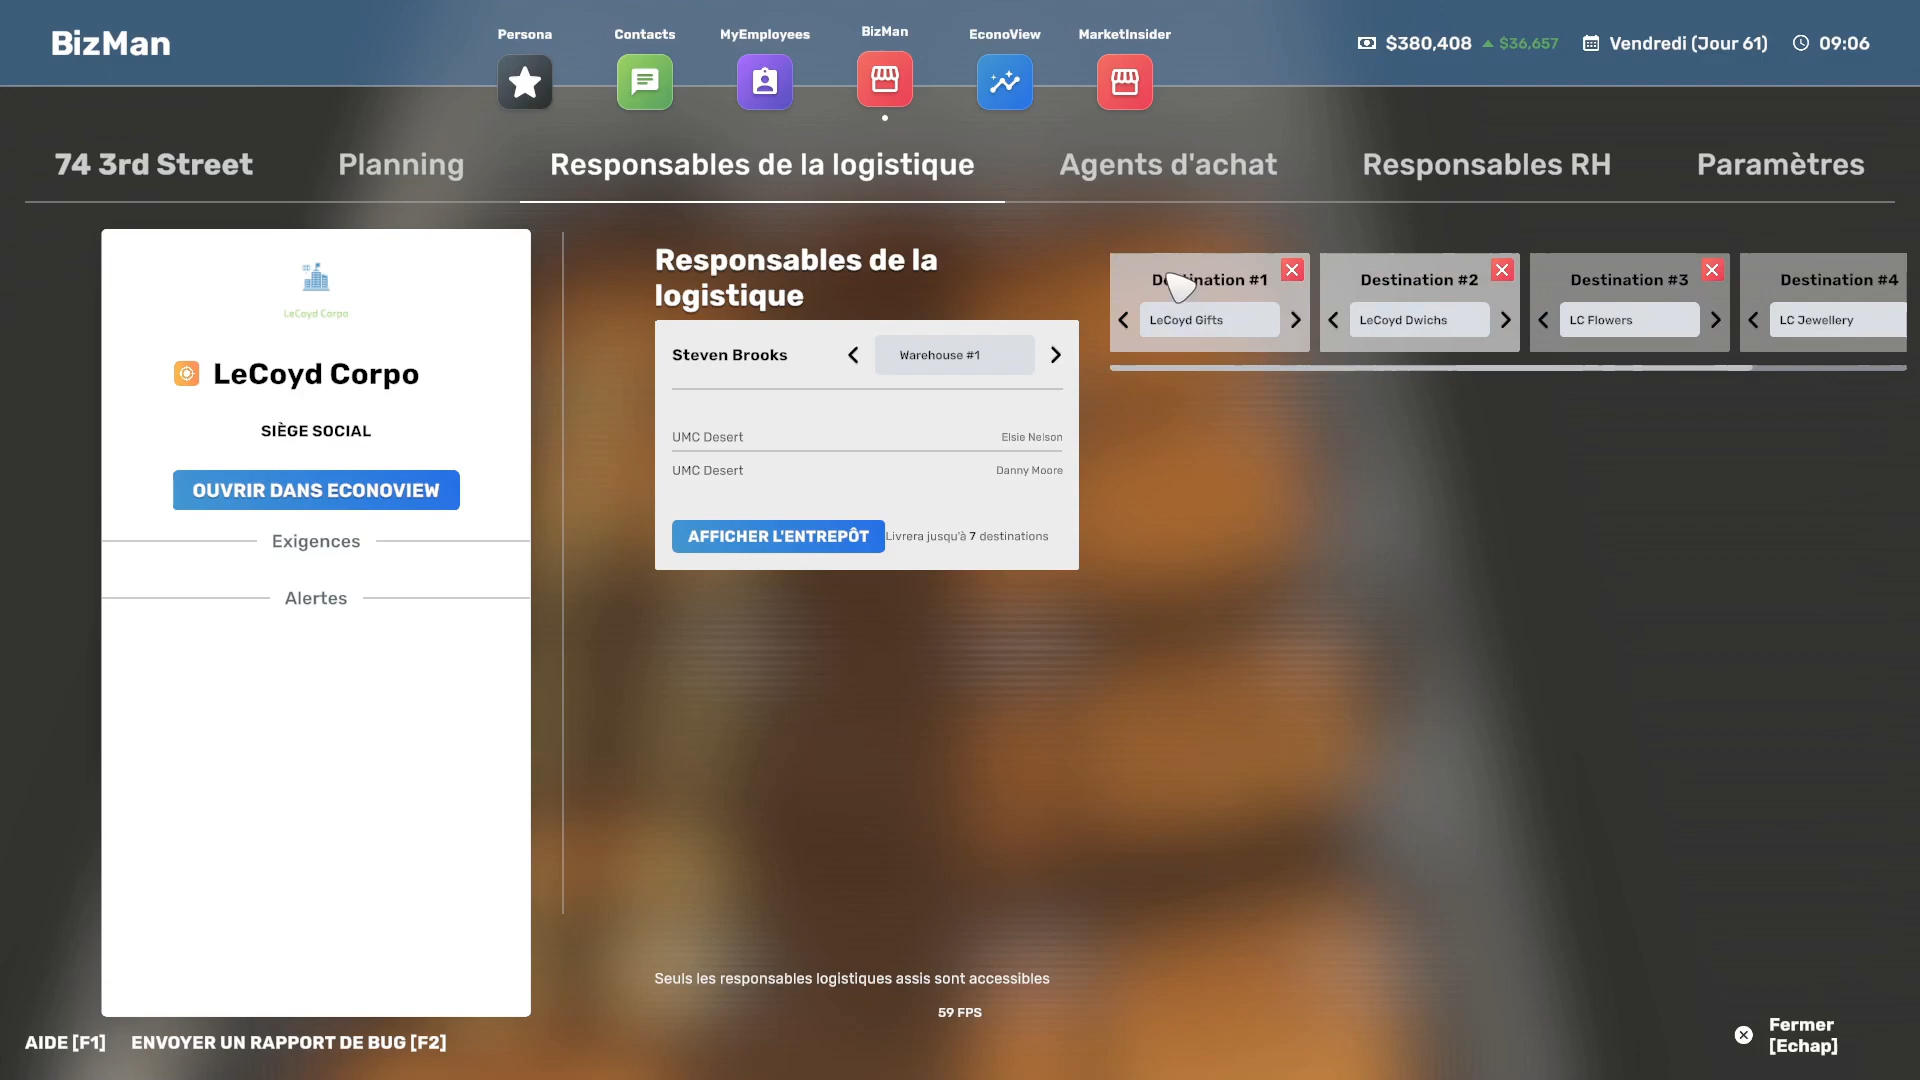 BizMan
Persona
Contacts
MyEmployees
BizMan
EconoView
MarketInsider
$380,408
$36,657
Vendredi (Jour 61)
09:06
74 3rd Street
Planning
Responsables de la logistique
Agents d'achat
Responsables RH
Paramètres
LeCoyd Corpo
LeCoyd Corpo
SIÈGE SOCIAL
OUVRIR DANS ECONOVIEW
Exigences
Alertes
Responsables de la
logistique
Steven Brooks
Warehouse #1
UMC Desert
Elsie Nelson
UMC Desert
Danny Moore
AFFICHER L'ENTREPÔT
Livrera jusqu'à 7 destinations
Destination #1
LeCoyd Gifts
Destination #2
LeCoyd Dwichs
Destination #3
LC Flowers
Destination #4
LC Jewellery
Seuls les responsables logistiques assis sont accessibles
59 FPS
AIDE [F1]
ENVOYER UN RAPPORT DE BUG [F2]
Fermer
[Echap]